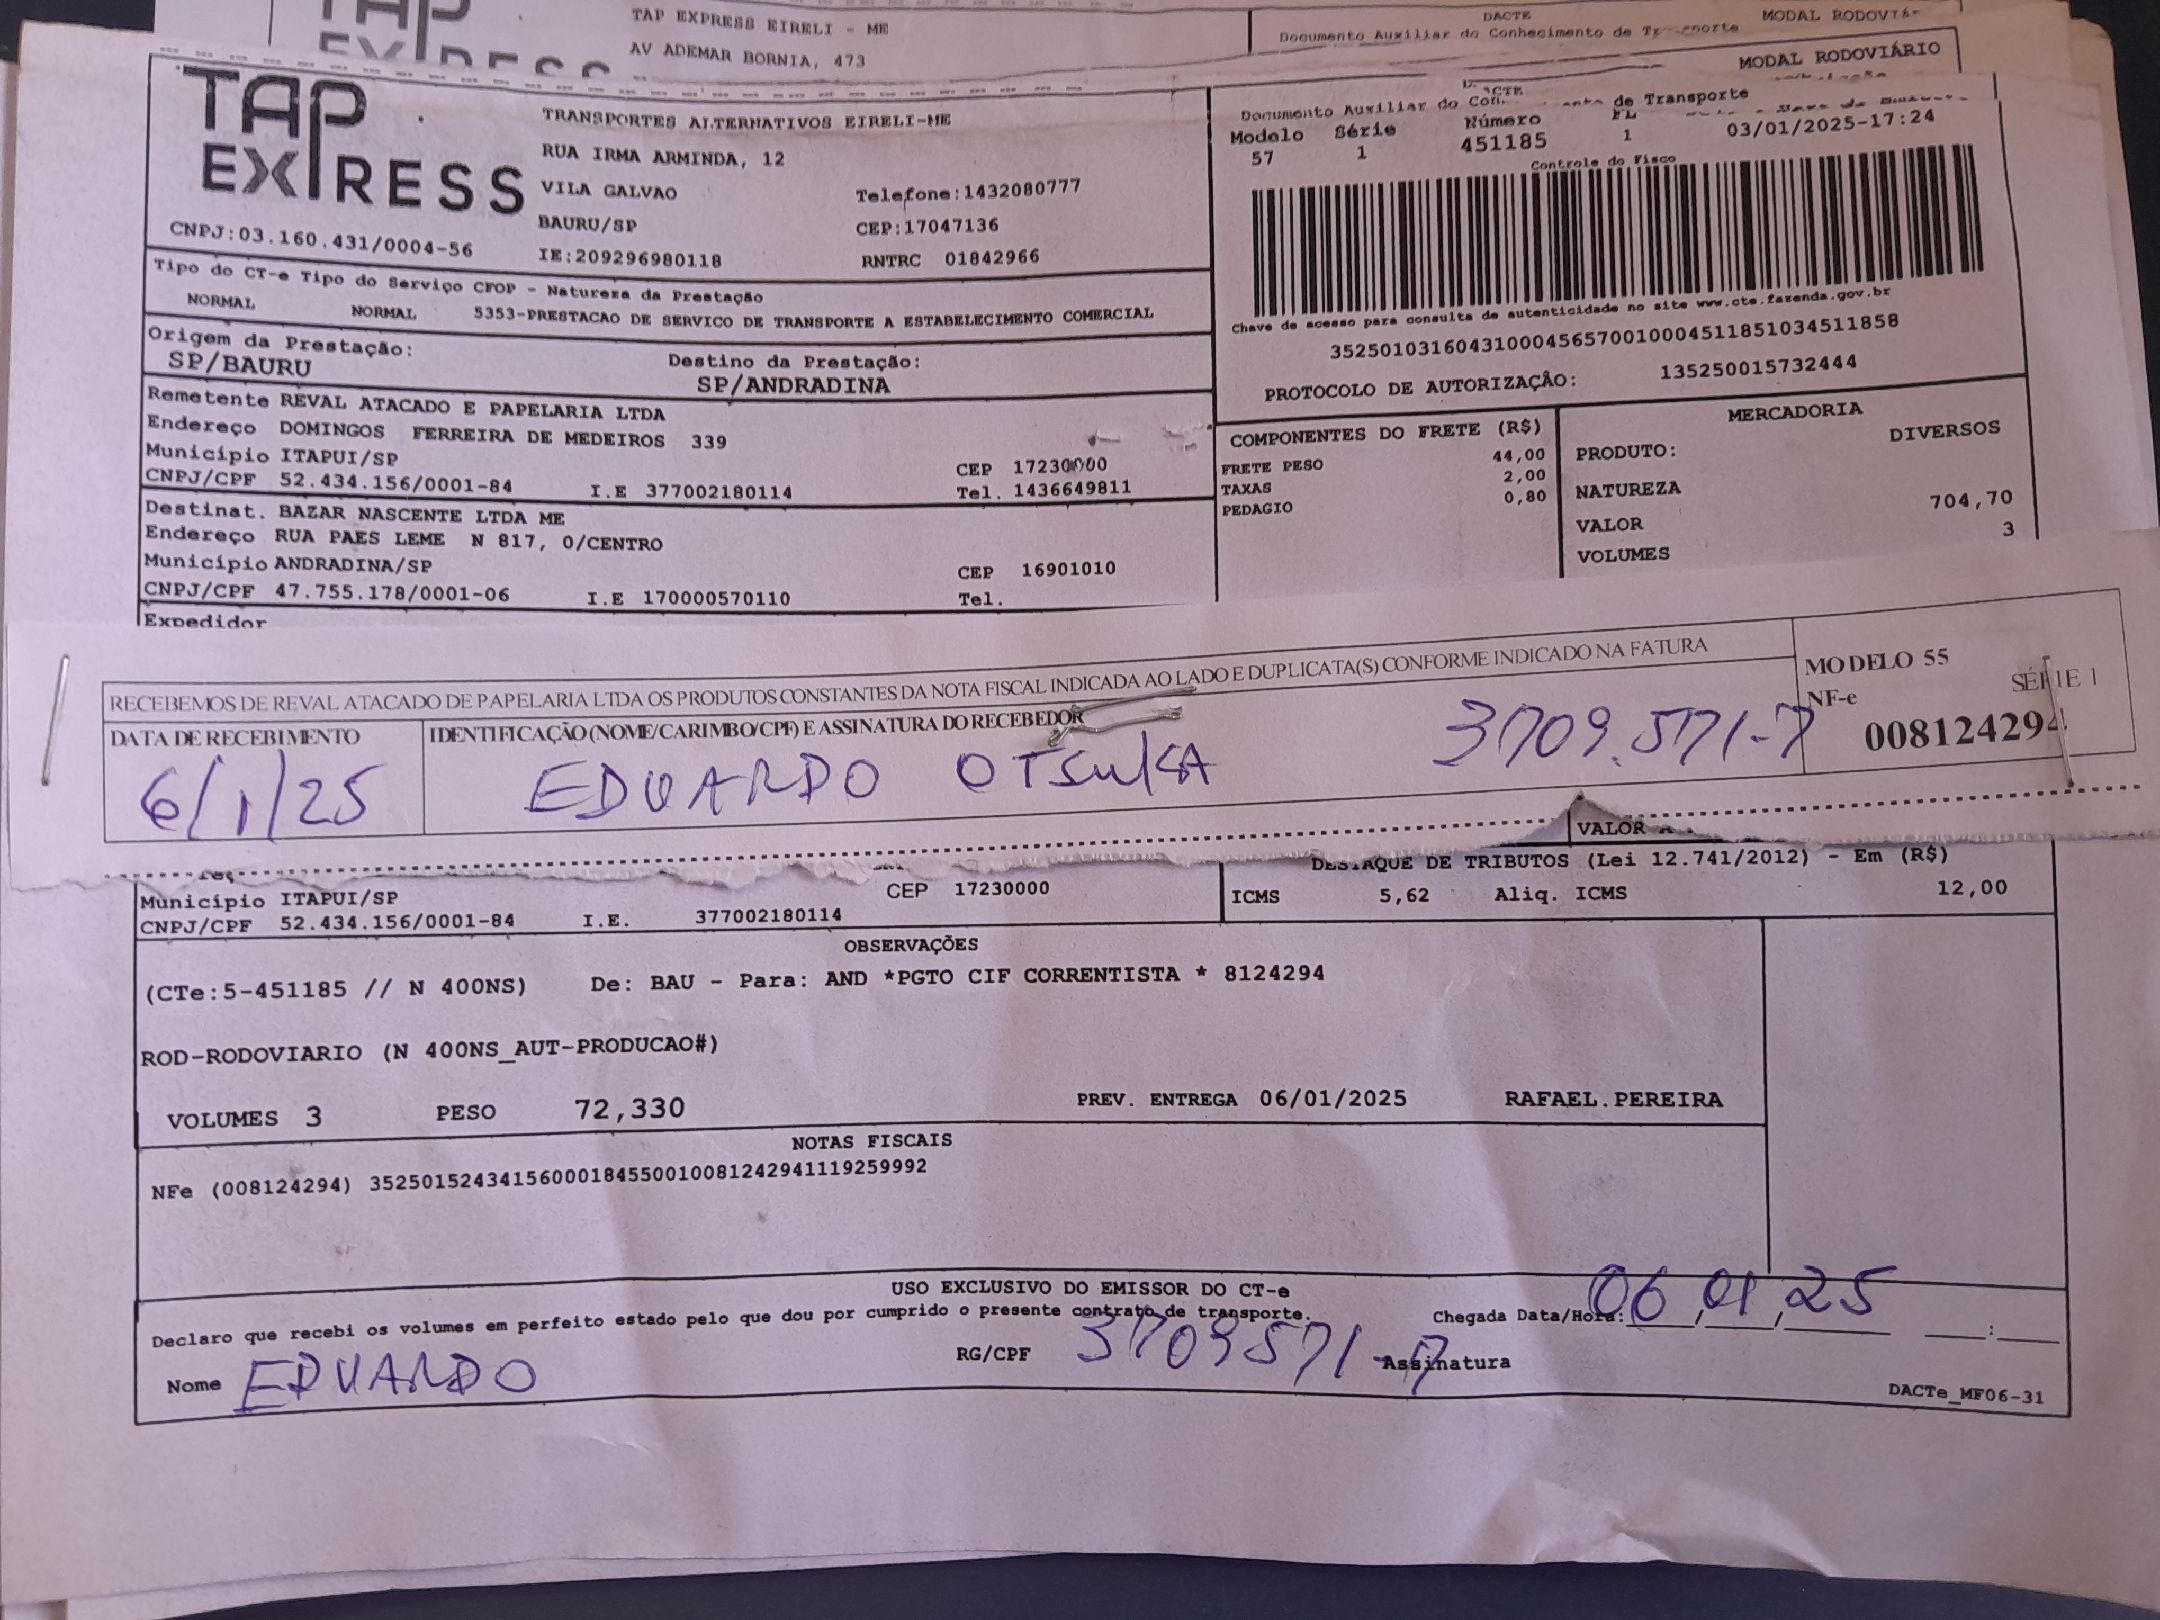 TAP EXPRESS EIRELI - ME
AV ADEMAR BORNIA, 473
DACTE
MODAL RODOVIÁ
Documento Auxiliar do Conhecimento de
TAP
EXPRESS
CNPJ:03.160.431/0004-56
TRANSPORTES ALTERNATIVOS EIRELI-ME
RUA IRMA ARMINDA, 12
VILA GALVAO Telefone:1432080777
BAURU/SP CEP:17047136
IE:209296980118 RNTRC 01842966
MODAL RODOVIÁRIO
Documento Auxiliar do de Transporte
Modelo Série Número FL
57 1 451185 1 03/01/2025-17:24
Controle do Fisco
Chave de acesso para consulta de autenticidade no site www.cte.fazenda.gov.br
35250103160431000456570010004511851034511858
PROTOCOLO DE AUTORIZAÇÃO: 135250015732444
Tipo do CT-e Tipo do Serviço CFOP - Natureza da Prestação
NORMAL NORMAL 5353-PRESTACAO DE SERVICO DE TRANSPORTE A ESTABELECIMENTO COMERCIAL
Origem da Prestação: Destino da Prestação:
SP/BAURU SP/ANDRADINA
Remetente REVAL ATACADO E PAPELARIA LTDA
Endereço DOMINGOS FERREIRA DE MEDEIROS 339
Município ITAPUI/SP CEP 17230000
CNPJ/CPF 52.434.156/0001-84 I.E 377002180114 Tel. 1436649811
Destinat. BAZAR NASCENTE LTDA ME
Endereço RUA PAES LEME N 817, 0/CENTRO
Município ANDRADINA/SP CEP 16901010
CNPJ/CPF 47.755.178/0001-06 I.E 170000570110 Tel.
Expedidor
COMPONENTES DO FRETE (R$)
FRETE PESO 44,00
TAXAS 2,00
PEDAGIO 0,80
MERCADORIA
PRODUTO: DIVERSOS
NATUREZA
VALOR 704,70
VOLUMES 3
RECEBEMOS DE REVAL ATACADO DE PAPELARIA LTDA OS PRODUTOS CONSTANTES DA NOTA FISCAL INDICADA AO LADO E DUPLICATA(S) CONFORME INDICADO NA FATURA
DATA DE RECEBIMENTO
6/1/25
IDENTIFICAÇÃO (NOME/CARIMBO/CPF) E ASSINATURA DO RECEBEDOR
EDUARDO OTSUKA 3709.571-7
MODELO 55
NF-e SÉRIE 1
008124294
VALOR A
DESTAQUE DE TRIBUTOS (Lei 12.741/2012) - Em (R$)
ICMS 5,62 Aliq. ICMS 12,00
Município ITAPUI/SP CEP 17230000
CNPJ/CPF 52.434.156/0001-84 I.E. 377002180114
OBSERVAÇÕES
(CTe:5-451185 // N 400NS) De: BAU - Para: AND *PGTO CIF CORRENTISTA * 8124294
ROD-RODOVIARIO (N 400NS_AUT-PRODUCAO#)
VOLUMES 3 PESO 72,330 PREV. ENTREGA 06/01/2025 RAFAEL.PEREIRA
NOTAS FISCAIS
NFe (008124294) 35250152434156000184550010081242941119259992
USO EXCLUSIVO DO EMISSOR DO CT-e
Declaro que recebi os volumes em perfeito estado pelo que dou por cumprido o presente contrato de transporte.
Chegada Data/Hora: 06,01,25 :
Nome EDUARDO RG/CPF 3709571-7 Assinatura
DACTe_MF06-31